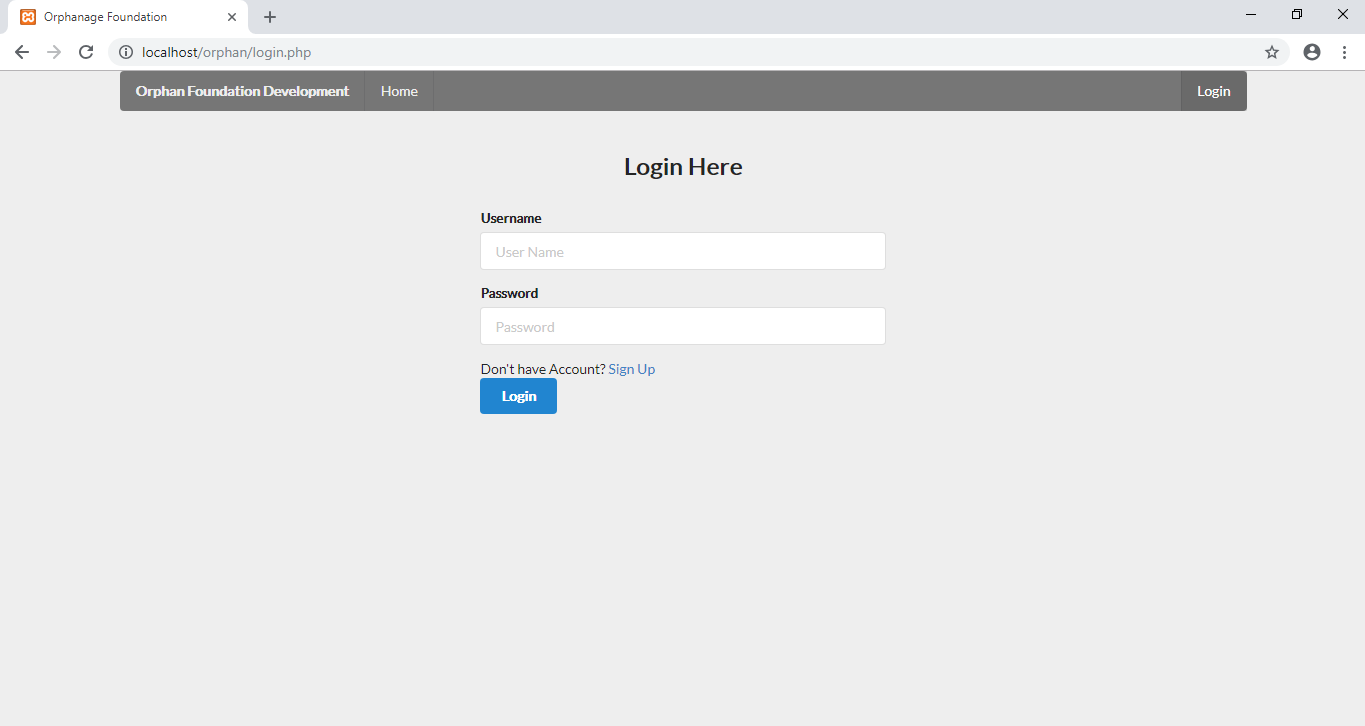 Orphanage Foundation
localhost/orphan/login.php
Orphan Foundation Development Home Login
Login Here
Username
User Name
Password
Password
Don't have Account? Sign Up
Login